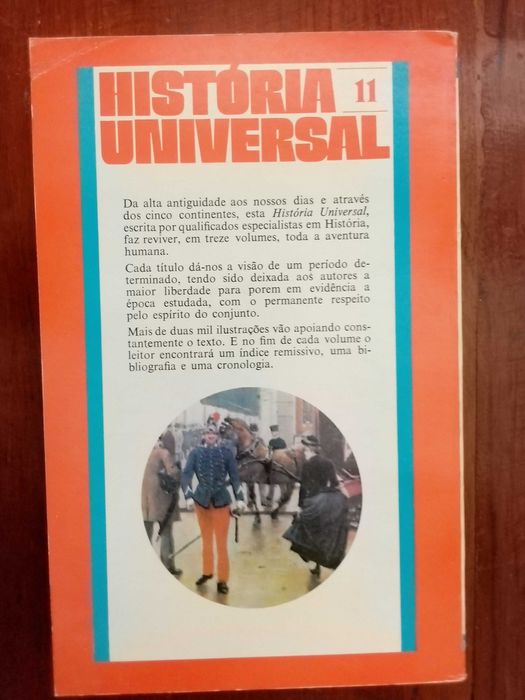 HISTÓRIA 11
UNIVERSAL
Da alta antiguidade aos nossos dias e através
dos cinco continentes, esta História Universal,
escrita por qualificados especialistas em História,
faz reviver, em treze volumes, toda a aventura
humana.
Cada título dá-nos a visão de um período de-
terminado, tendo sido deixada aos autores a
maior liberdade para porem em evidência a
época estudada, com o permanente respeito
pelo espírito do conjunto.
Mais de duas mil ilustrações vão apoiando cons-
tantemente o texto. E no fim de cada volume o
leitor encontrará um índice remissivo, uma bi-
bliografia e uma cronologia.